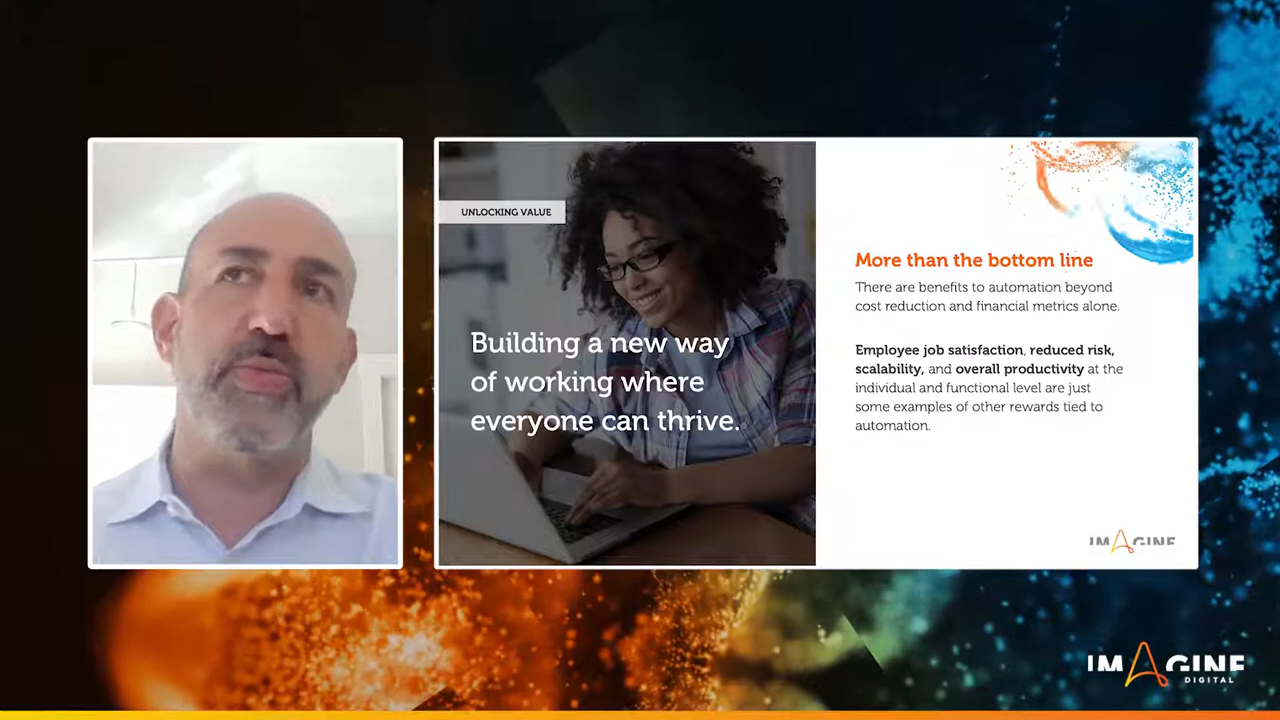 UNLOCKING VALUE
Building a new way
of working where
everyone can thrive.
More than the bottom line
There are benefits to automation beyond
cost reduction and financial metrics alone.
Employee job satisfaction, reduced risk,
scalability, and overall productivity at the
individual and functional level are just
some examples of other rewards tied to
automation.
IMAGINE
IMAGINE
DIGITAL